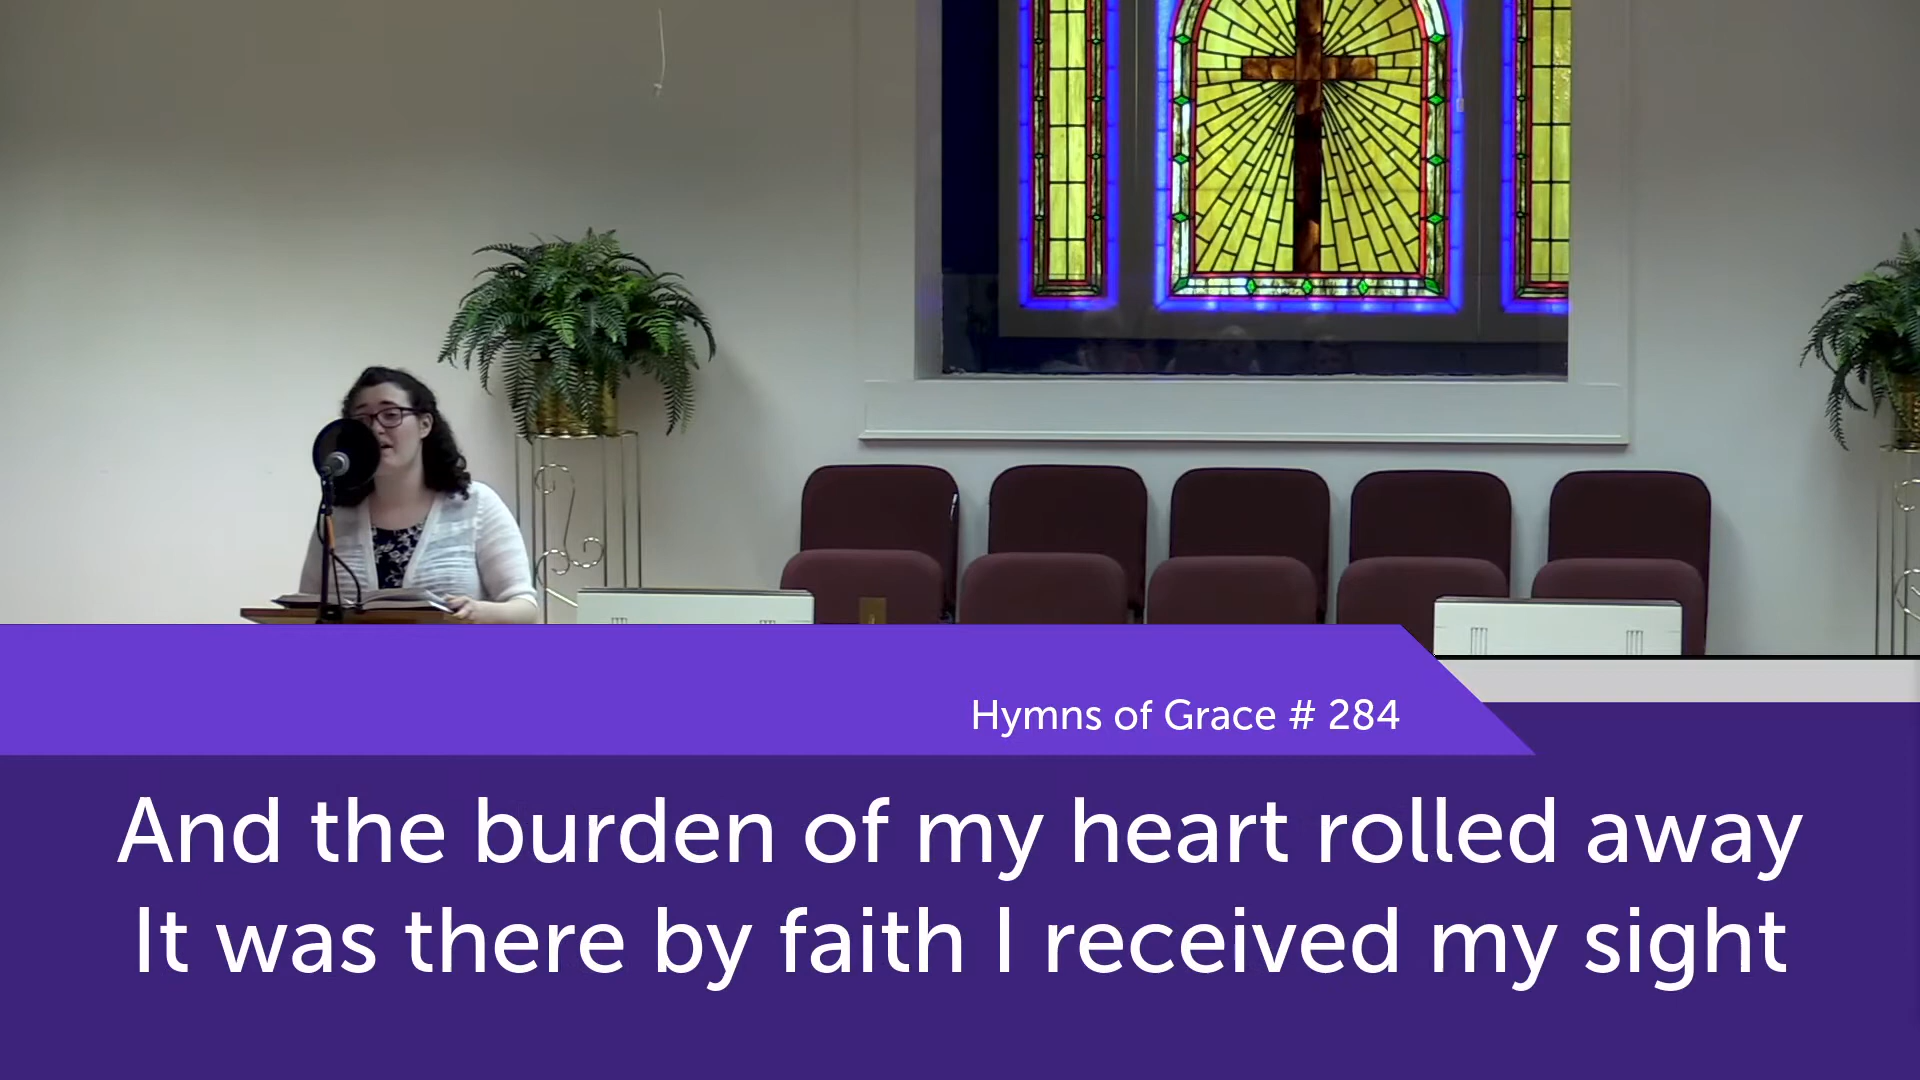 Hymns of Grace # 284
And the burden of my heart rolled away
It was there by faith I received my sight